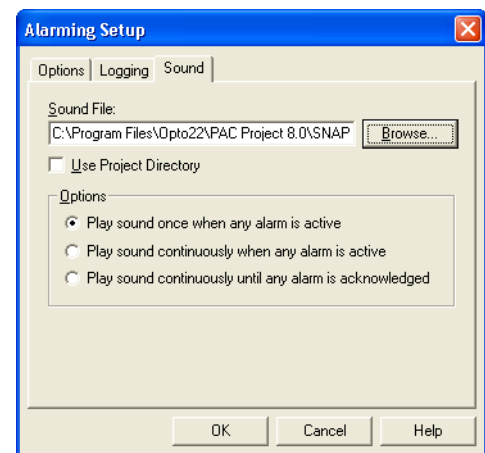 Alarming Setup
Options Logging Sound
Sound File:
C:\Program Files\Opto22\PAC Project 8.0\SNAP Browse...
Use Project Directory
Options
Play sound once when any alarm is active
Play sound continuously when any alarm is active
Play sound continuously until any alarm is acknowledged
OK Cancel Help